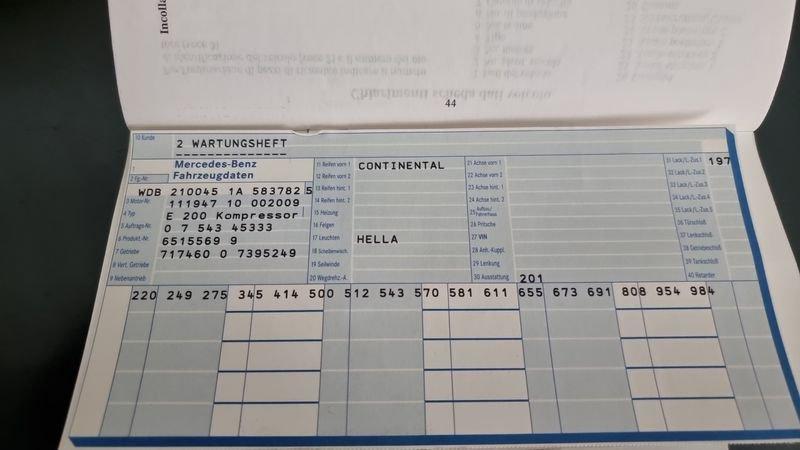 Incolla
Chiarimenti scheda dati veicolo
44
10 Kunde
2 WARTUNGSHEFT
1
Mercedes-Benz
Fahrzeugdaten
2 Fg.-Nr.
WDB 210045 1A 583782 5
3 Motor-Nr.
111947 10 002009
4 Typ
E 200 Kompressor
5 Auftrags-Nr.
0 7 543 45333
6 Produkt.-Nr.
6515569 9
7 Getriebe
717460 0 7395249
8 Vert. Getriebe
9 Nebenantrieb
11 Reifen vorn 1
CONTINENTAL
12 Reifen vorn 2
13 Reifen hint. 1
14 Reifen hint. 2
15 Heizung
16 Felgen
17 Leuchten
HELLA
18 Scheibenwisch.
19 Seilwinde
20 Wegdrehz.-A.
21 Achse vorn 1
22 Achse vorn 2
23 Achse hint. 1
24 Achse hint. 2
25 Aufbau/Fahrerhaus
26 Pritsche
27 VIN
28 Anh.-Kuppl.
29 Lenkung
30 Ausstattung
201
31 Lack/L.-Zus.1
197
32 Lack/L.-Zus.2
33 Lack/L.-Zus.3
34 Lack/L.-Zus.4
35 Lack/L.-Zus.5
36 Türschloß
37 Lenkschloß
38 Getriebeschloß
39 Tankschloß
40 Retarder
220 249 275 345 414 500 512 543 570 581 611 655 673 691 808 954 984